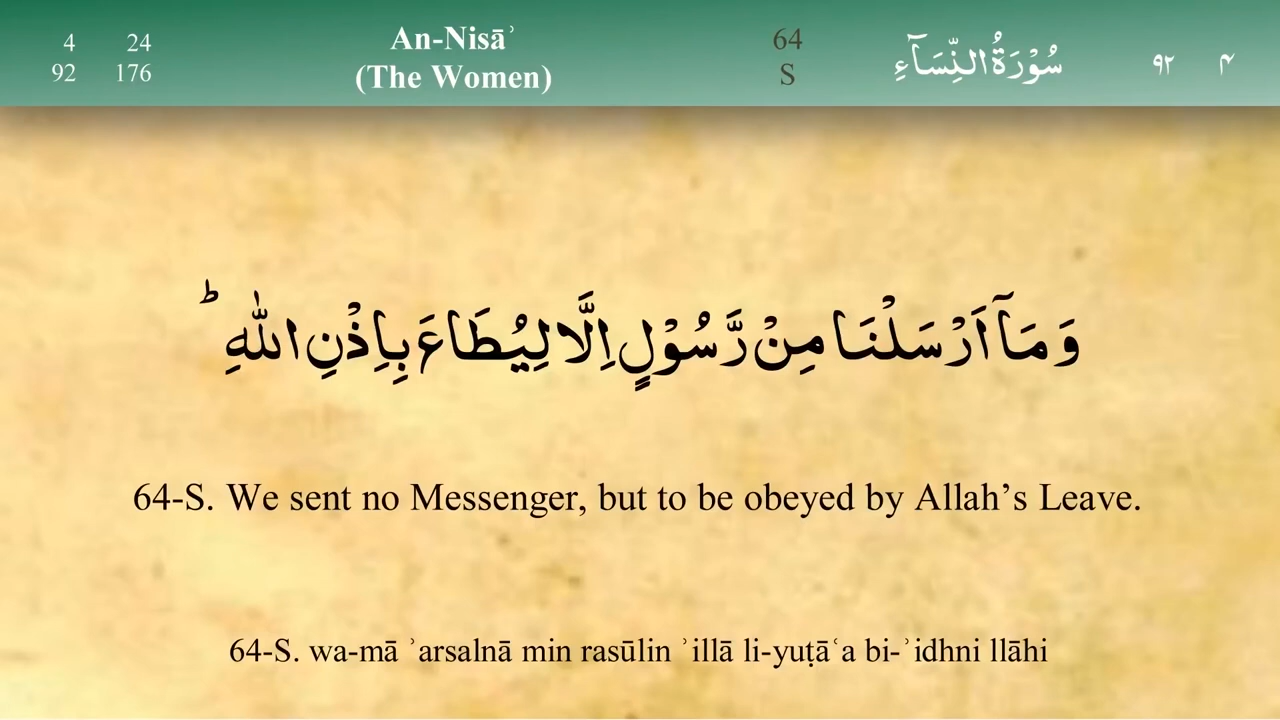 4 24
92 176
An-Nisāʾ
(The Women)
64
S
سُوْرَةُ النِّسَآءِ
٩٢ ٤
وَمَآ اَرْسَلْنَا مِنْ رَّسُوْلٍ اِلَّا لِيُطَاعَ بِاِذْنِ اللّٰهِ ؕ
64-S. We sent no Messenger, but to be obeyed by Allah’s Leave.
64-S. wa-mā ʾarsalnā min rasūlin ʾillā li-yuṭāʿa bi-ʾidhni llāhi